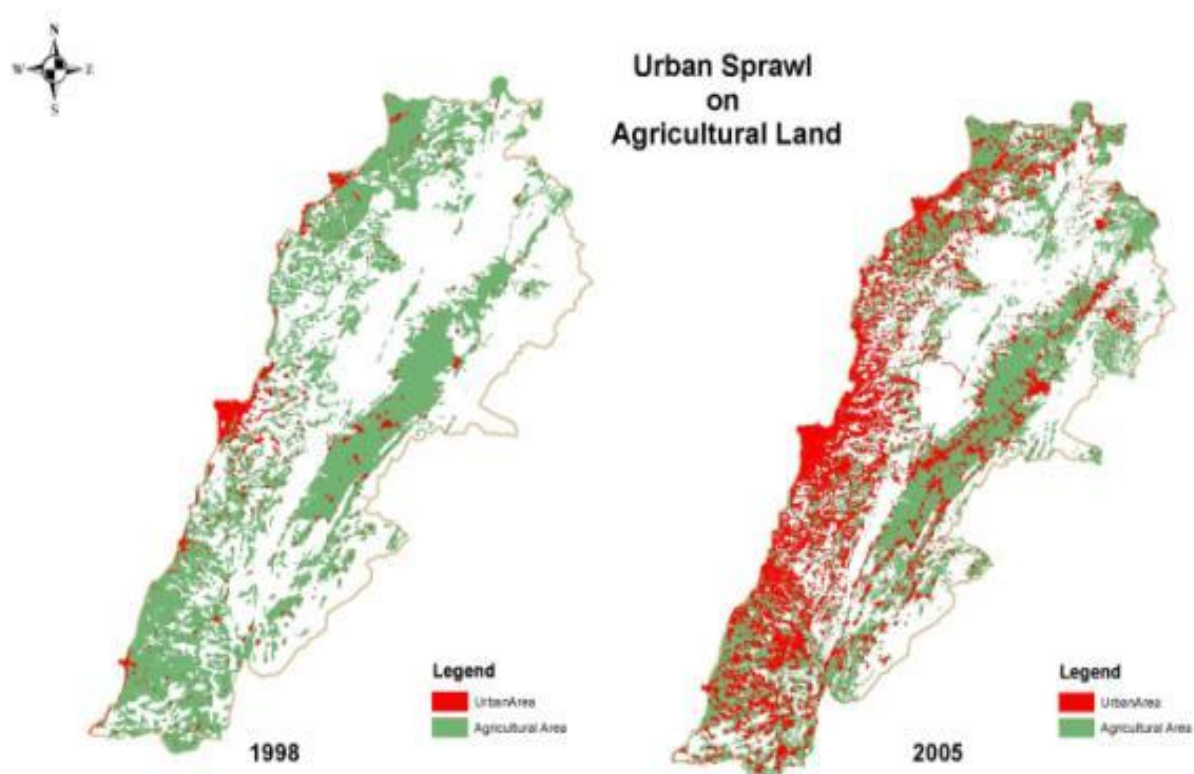 N
W E
S
Urban Sprawl
on
Agricultural Land
Legend
UrbanArea
Agricultural Area
1998
Legend
UrbanArea
Agricultural Area
2005